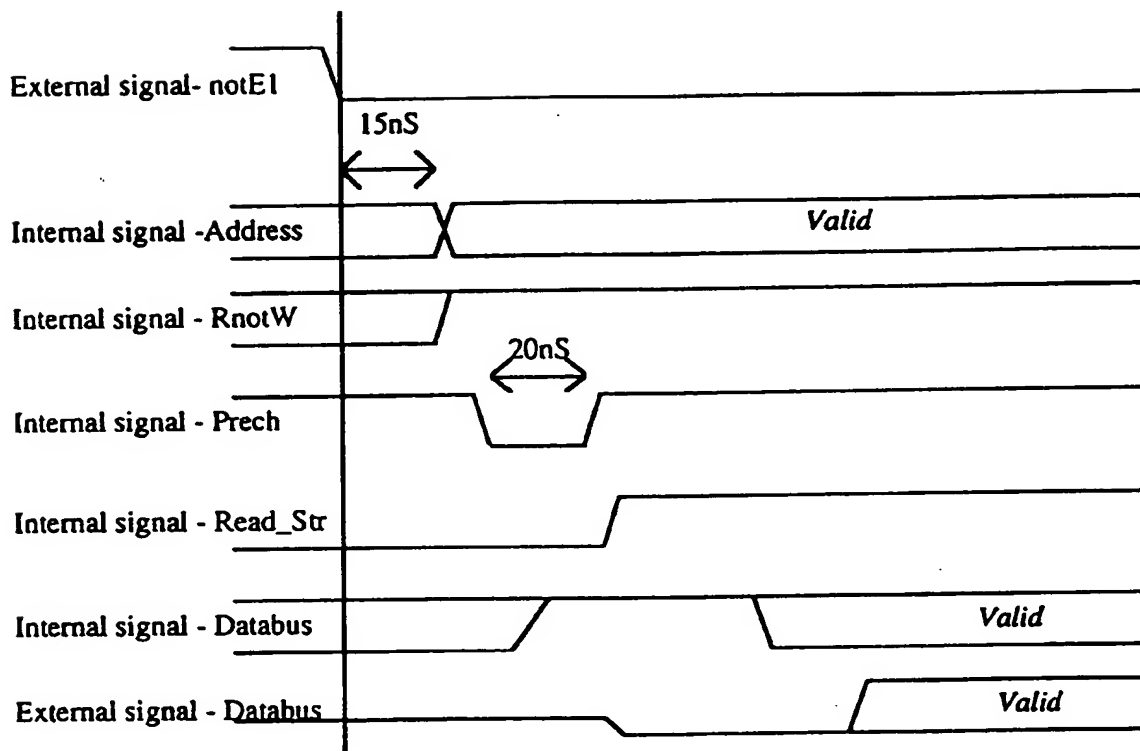 External signal- notE1
15nS
Valid
Internal signal -Address
Internal signal - RnotW
20nS
Internal signal - Prech
Internal signal - Read_Str
Valid
Internal signal - Databus
Valid
External signal - Databus